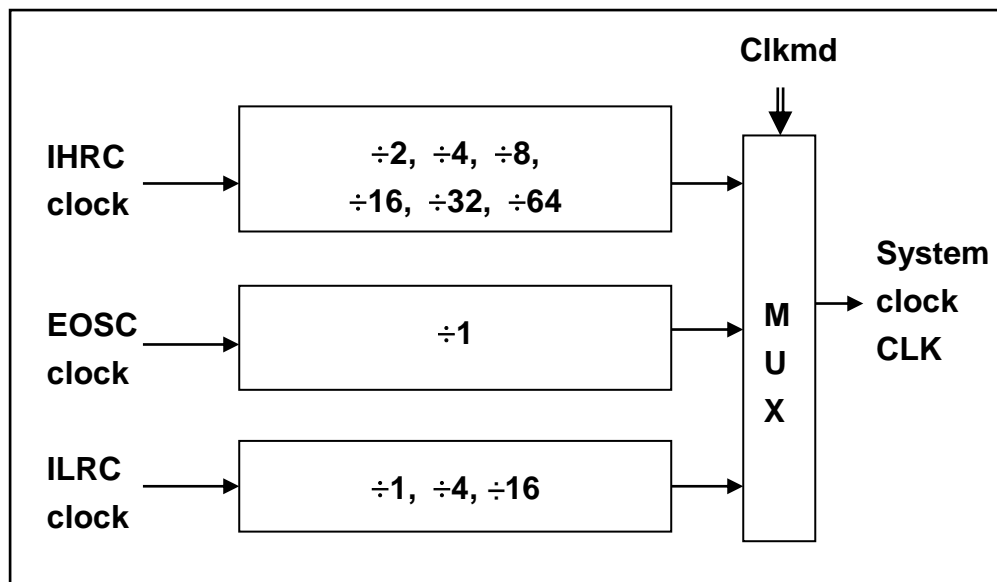 Clkmd
IHRC
clock
÷2, ÷4, ÷8,
÷16, ÷32, ÷64
EOSC
clock
÷1
ILRC
clock
÷1, ÷4, ÷16
M
U
X
System
clock
CLK